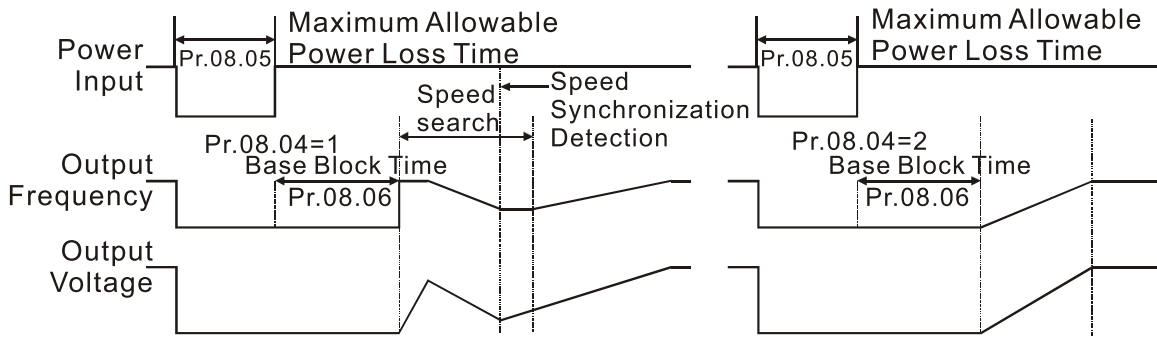 Power
Input
Pr.08.05
Maximum Allowable
Power Loss Time
Speed
search
Speed
Synchronization
Detection
Output
Frequency
Pr.08.04=1
Base Block Time
Pr.08.06
Output
Voltage
Pr.08.05
Maximum Allowable
Power Loss Time
Pr.08.04=2
Base Block Time
Pr.08.06